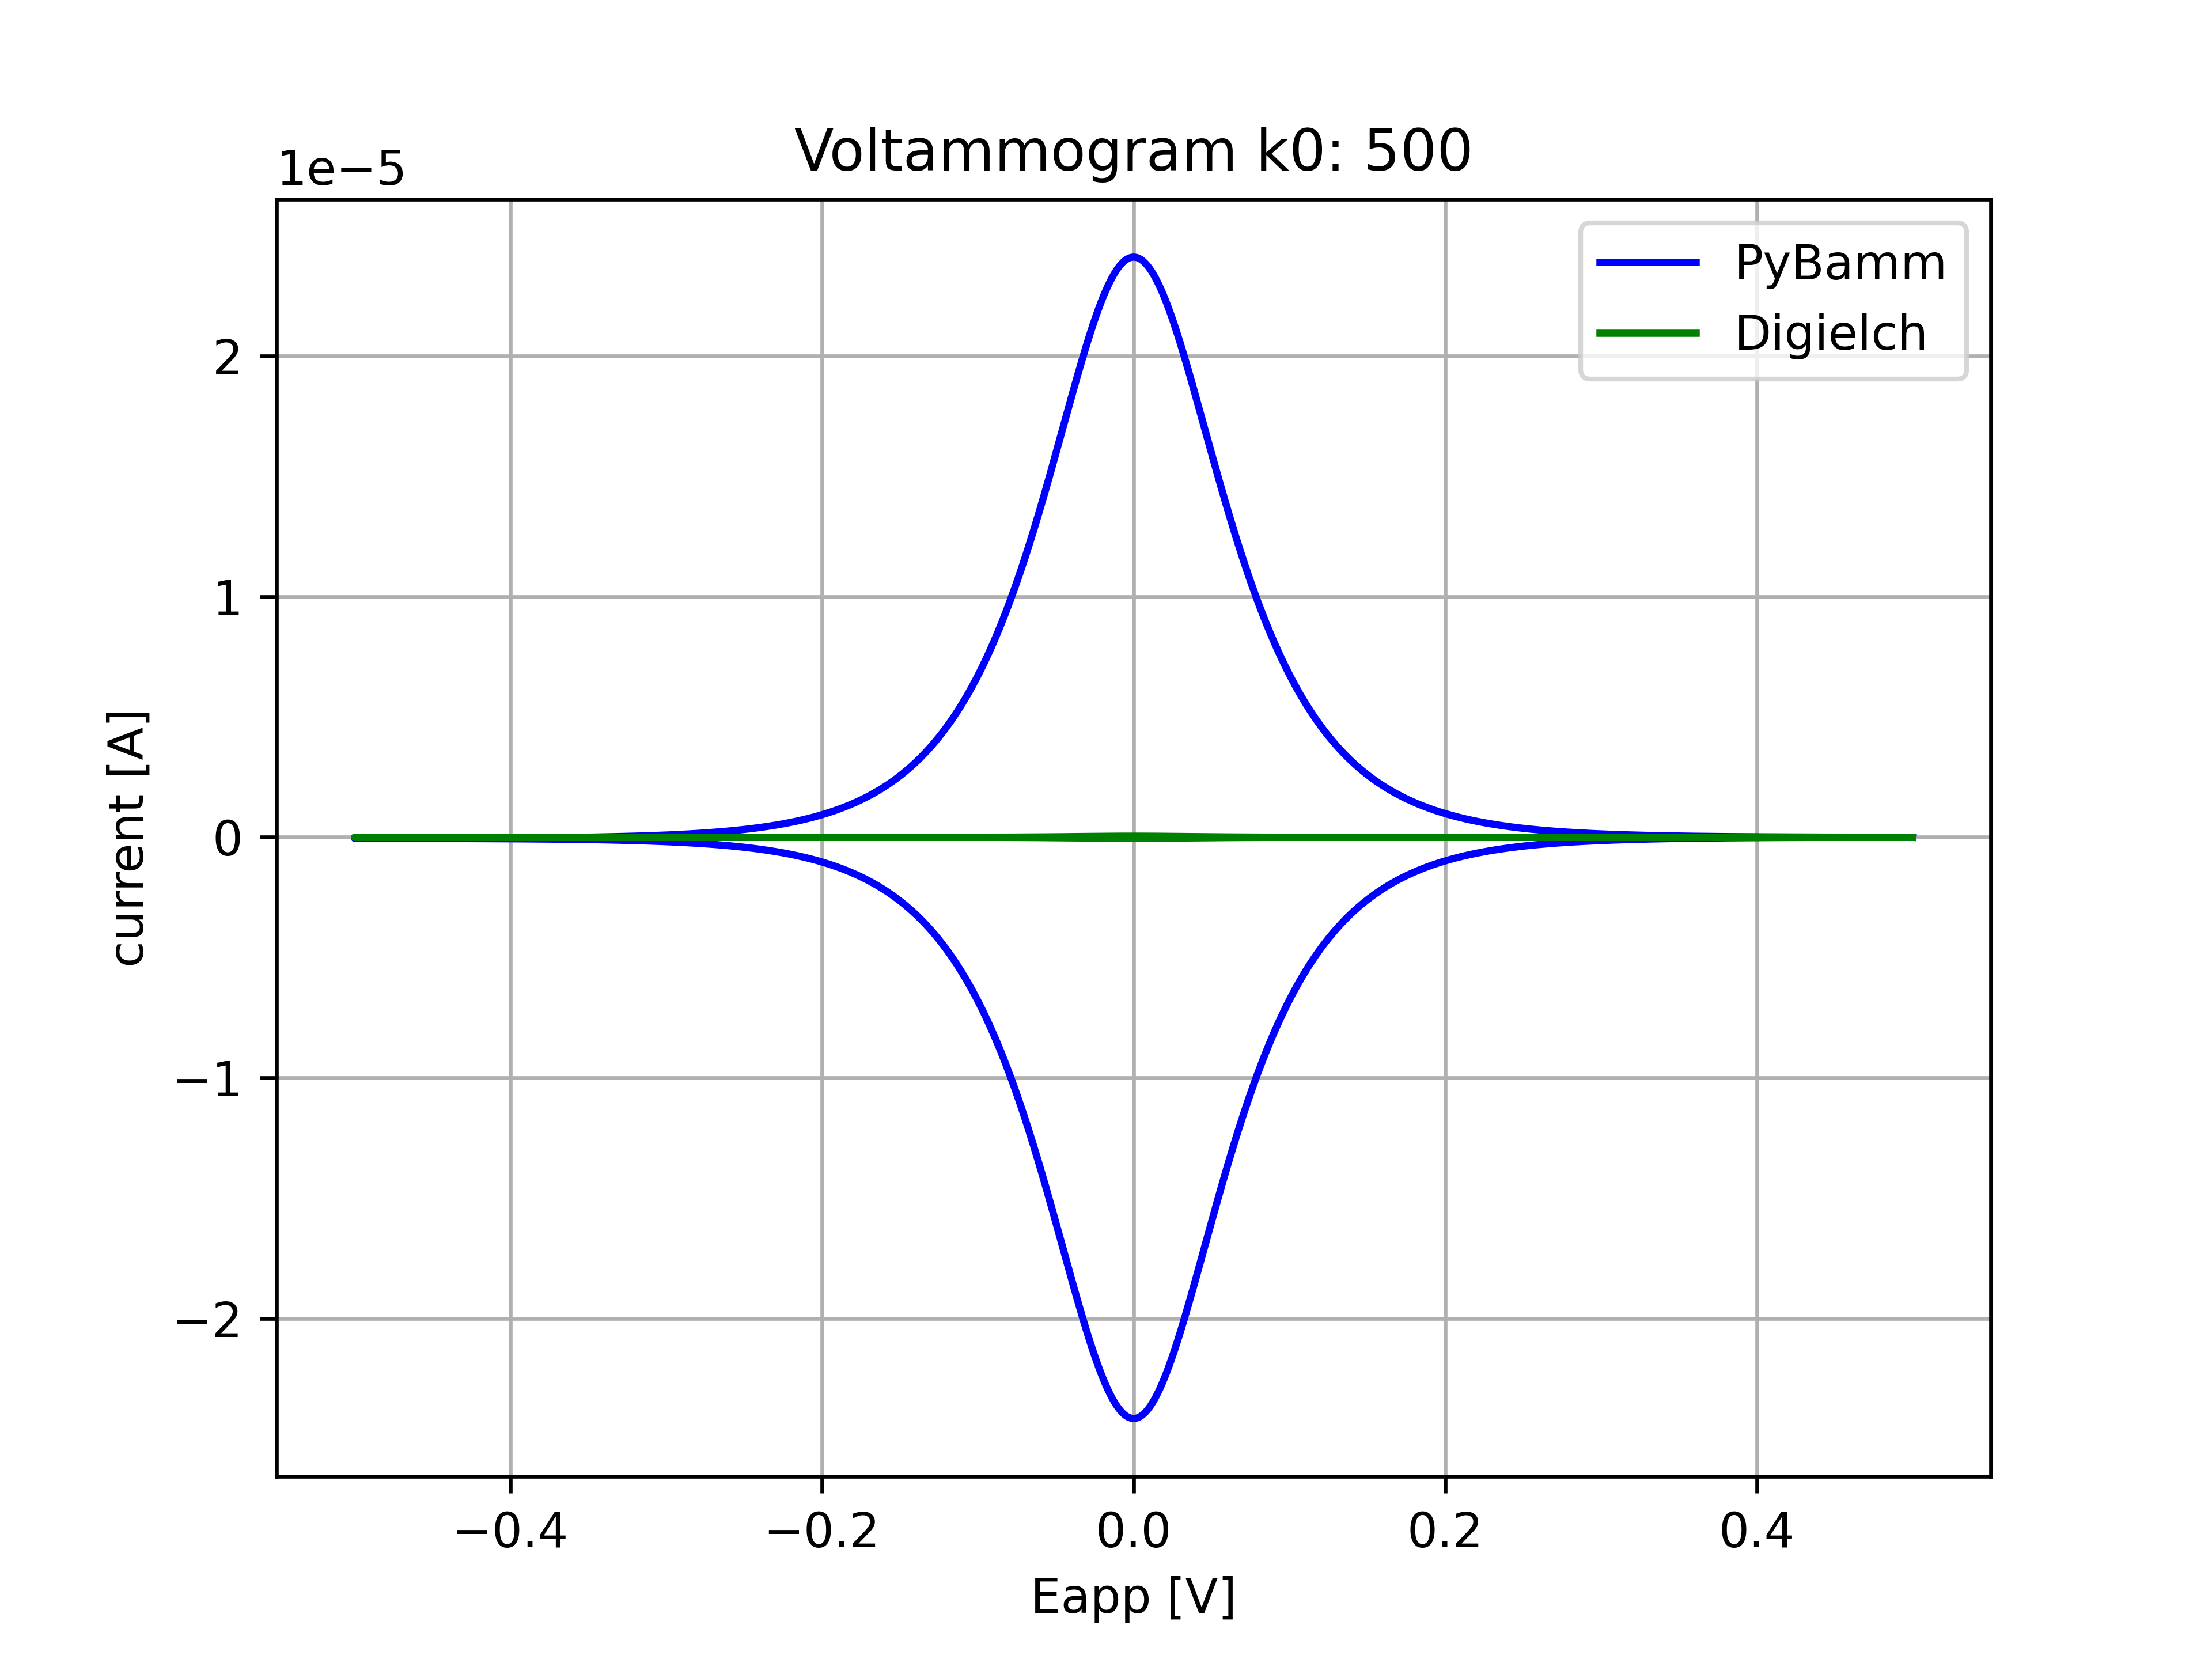 Voltammogram k0: 500
1e−5
PyBamm
Digielch
2
1
0
−1
−2
current [A]
−0.4 −0.2 0.0 0.2 0.4
Eapp [V]